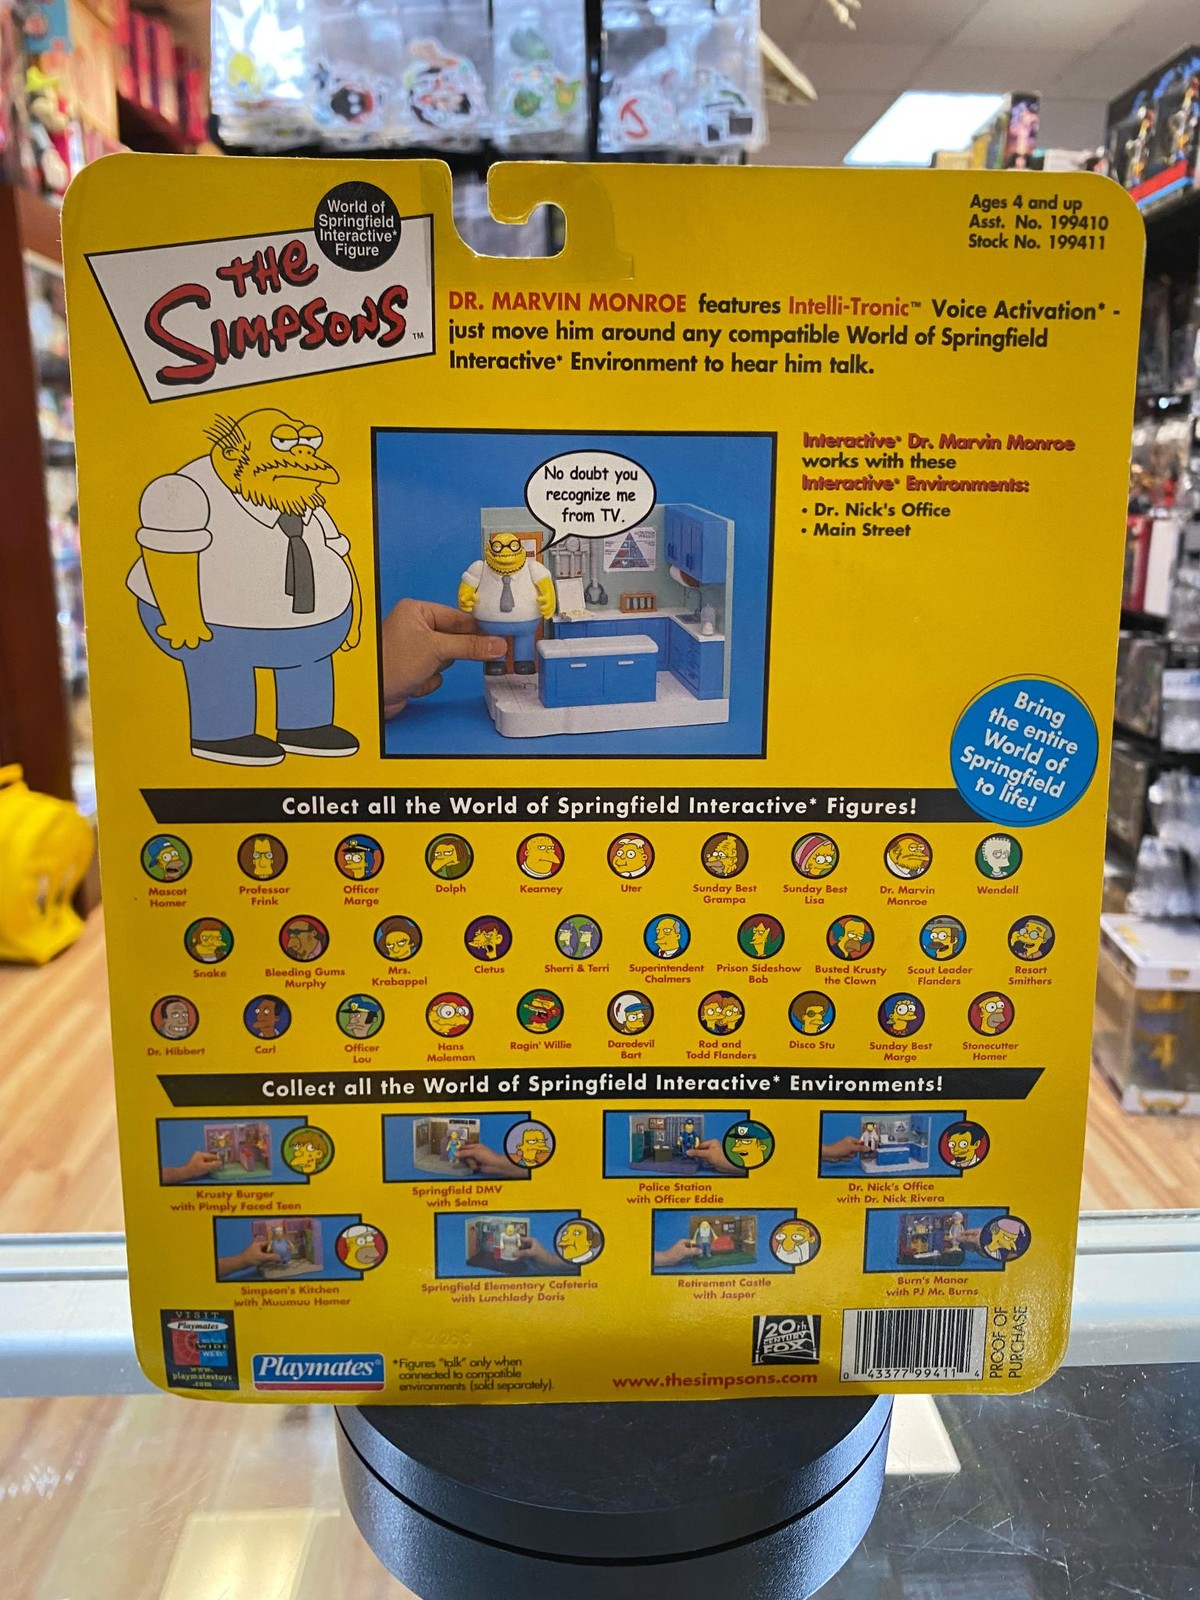 World of
Springfield
Interactive*
Figure
THE
SIMPSONS™
Ages 4 and up
Asst. No. 199410
Stock No. 199411
DR. MARVIN MONROE features Intelli-Tronic™ Voice Activation* -
just move him around any compatible World of Springfield
Interactive* Environment to hear him talk.
No doubt you
recognize me
from TV.
Interactive* Dr. Marvin Monroe
works with these
Interactive* Environments:
• Dr. Nick's Office
• Main Street
Bring
the entire
World of
Springfield
to life!
Collect all the World of Springfield Interactive* Figures!
Mascot
Homer
Professor
Frink
Officer
Marge
Dolph
Kearney
Uter
Sunday Best
Grampa
Sunday Best
Lisa
Dr. Marvin
Monroe
Wendell
Snake
Bleeding Gums
Murphy
Mrs.
Krabappel
Cletus
Sherri & Terri
Superintendent
Chalmers
Prison Sideshow
Bob
Busted Krusty
the Clown
Scout Leader
Flanders
Resort
Smithers
Dr. Hibbert
Carl
Officer
Lou
Hans
Moleman
Ragin' Willie
Daredevil
Bart
Rod and
Todd Flanders
Disco Stu
Sunday Best
Marge
Stonecutter
Homer
Collect all the World of Springfield Interactive* Environments!
Krusty Burger
with Pimply Faced Teen
Springfield DMV
with Selma
Police Station
with Officer Eddie
Dr. Nick's Office
with Dr. Nick Rivera
Simpson's Kitchen
with Muumuu Homer
Springfield Elementary Cafeteria
with Lunchlady Doris
Retirement Castle
with Jasper
Burn's Manor
with PJ Mr. Burns
VISIT
Playmates
WIDE
WEB
www.
playmatestoys
.com
Playmates®
*Figures "talk" only when
connected to compatible
environments (sold separately).
20th
CENTURY
FOX
www.thesimpsons.com
0 43377 99411 4
PROOF OF
PURCHASE